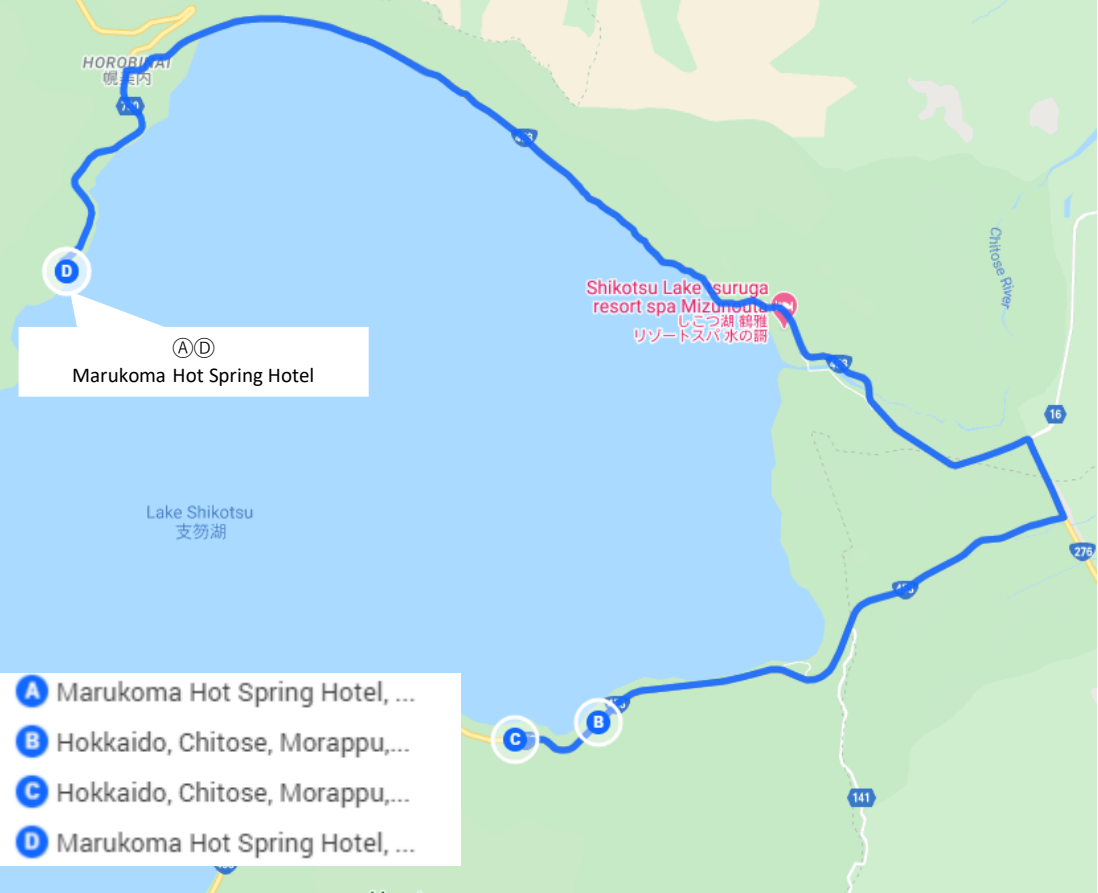 HOROBINAI
幌美内
Chitose River
Shikotsu Lake Tsuruga
resort spa Mizunouta
しこつ湖 鶴雅
リゾートスパ 水の謌
D
ⒶⒹ
Marukoma Hot Spring Hotel
16
Lake Shikotsu
支笏湖
276
B
C
141
A Marukoma Hot Spring Hotel, ...
B Hokkaido, Chitose, Morappu,...
C Hokkaido, Chitose, Morappu,...
D Marukoma Hot Spring Hotel, ...